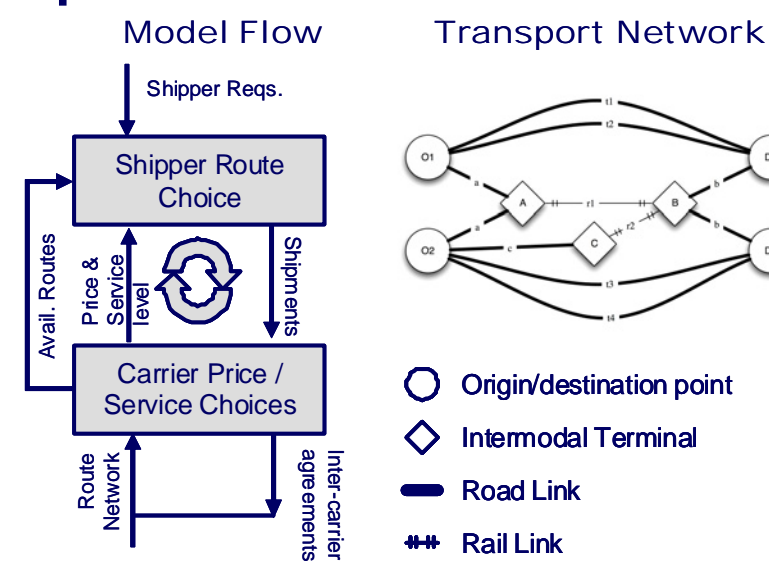 Model Flow
Transport Network
Shipper Reqs.
Shipper Route
Choice
Avail. Routes
Price &
Service
level
Shipments
Carrier Price /
Service Choices
Route
Network
Inter-carrier
agreements
t1
t2
O1
D
a
b
A
r1
B
a
r2
b
O2
c
C
D
t3
t4
Origin/destination point
Intermodal Terminal
Road Link
Rail Link